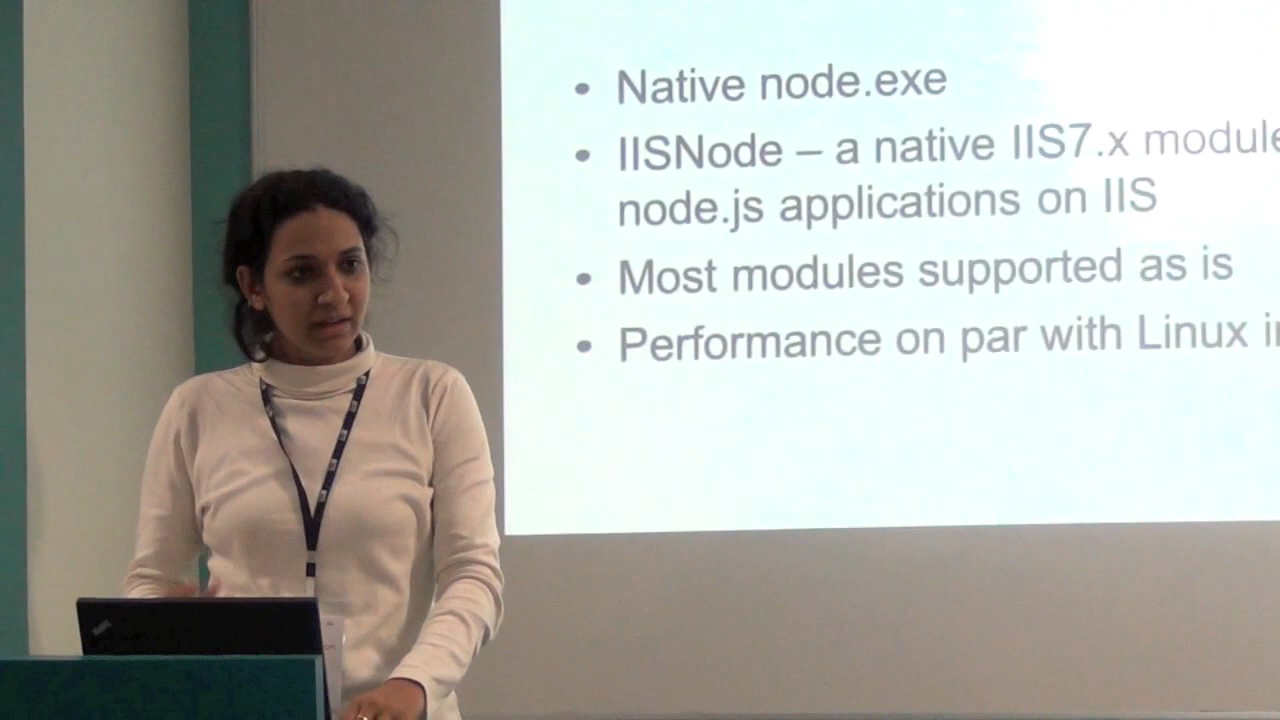 • Native node.exe
• IISNode – a native IIS7.x module
node.js applications on IIS
• Most modules supported as is
• Performance on par with Linux